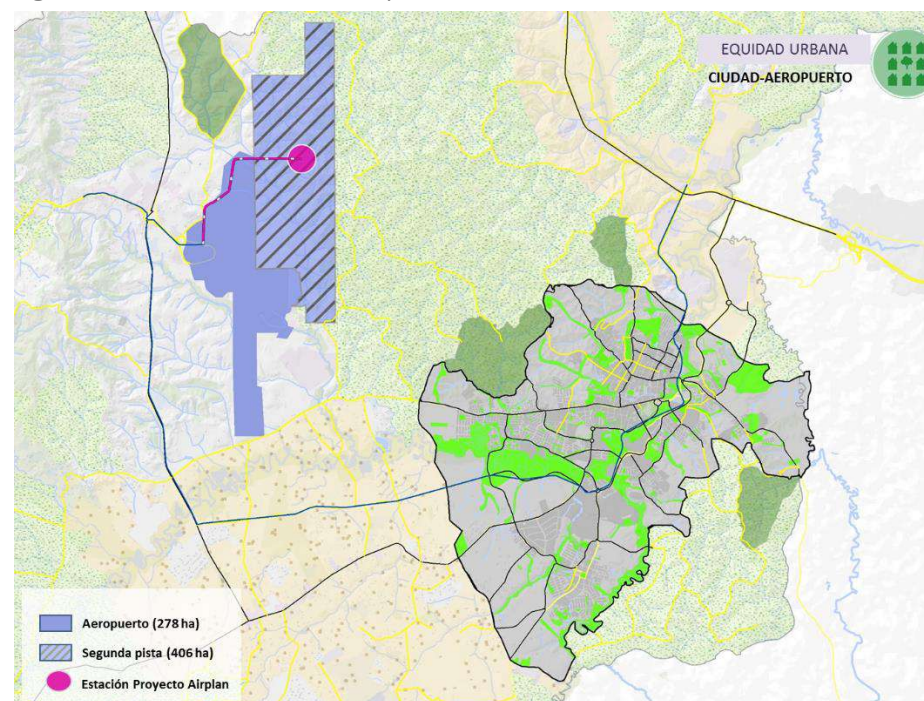 EQUIDAD URBANA
CIUDAD-AEROPUERTO
Aeropuerto (278 ha)
Segunda pista (406 ha)
Estación Proyecto Airplan